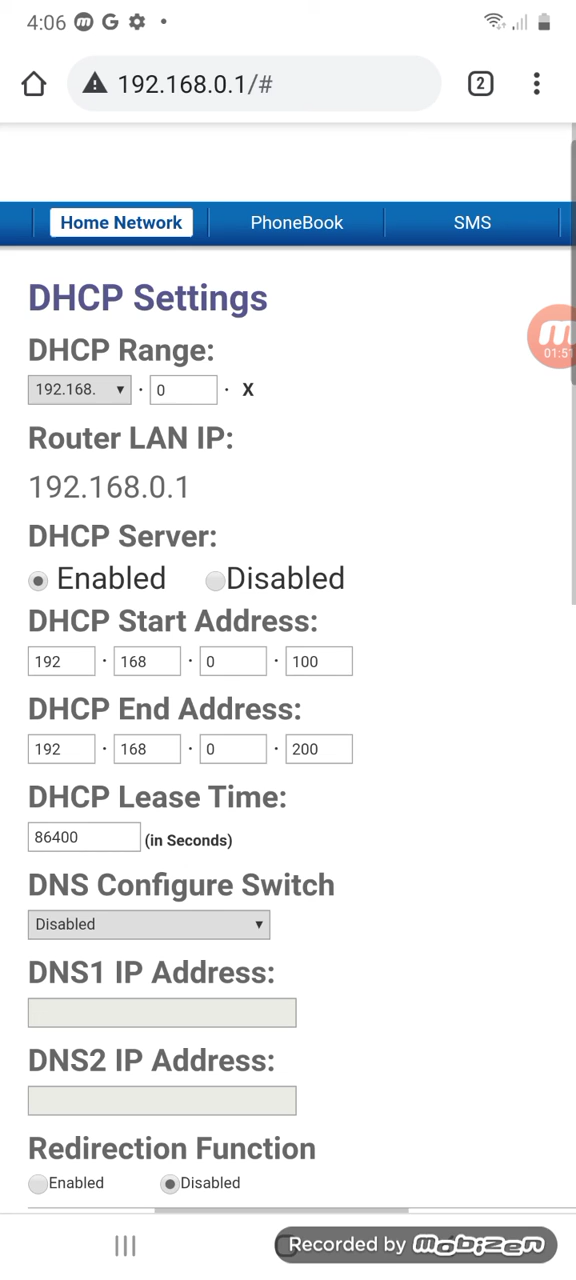 4:06
192.168.0.1/#
2
Home Network PhoneBook SMS
DHCP Settings
DHCP Range:
192.168. ▼ · 0 · X
01:51
Router LAN IP:
192.168.0.1
DHCP Server:
Enabled Disabled
DHCP Start Address:
192 · 168 · 0 · 100
DHCP End Address:
192 · 168 · 0 · 200
DHCP Lease Time:
86400 (in Seconds)
DNS Configure Switch
Disabled ▼
DNS1 IP Address:
DNS2 IP Address:
Redirection Function
Enabled Disabled
Recorded by mobizen